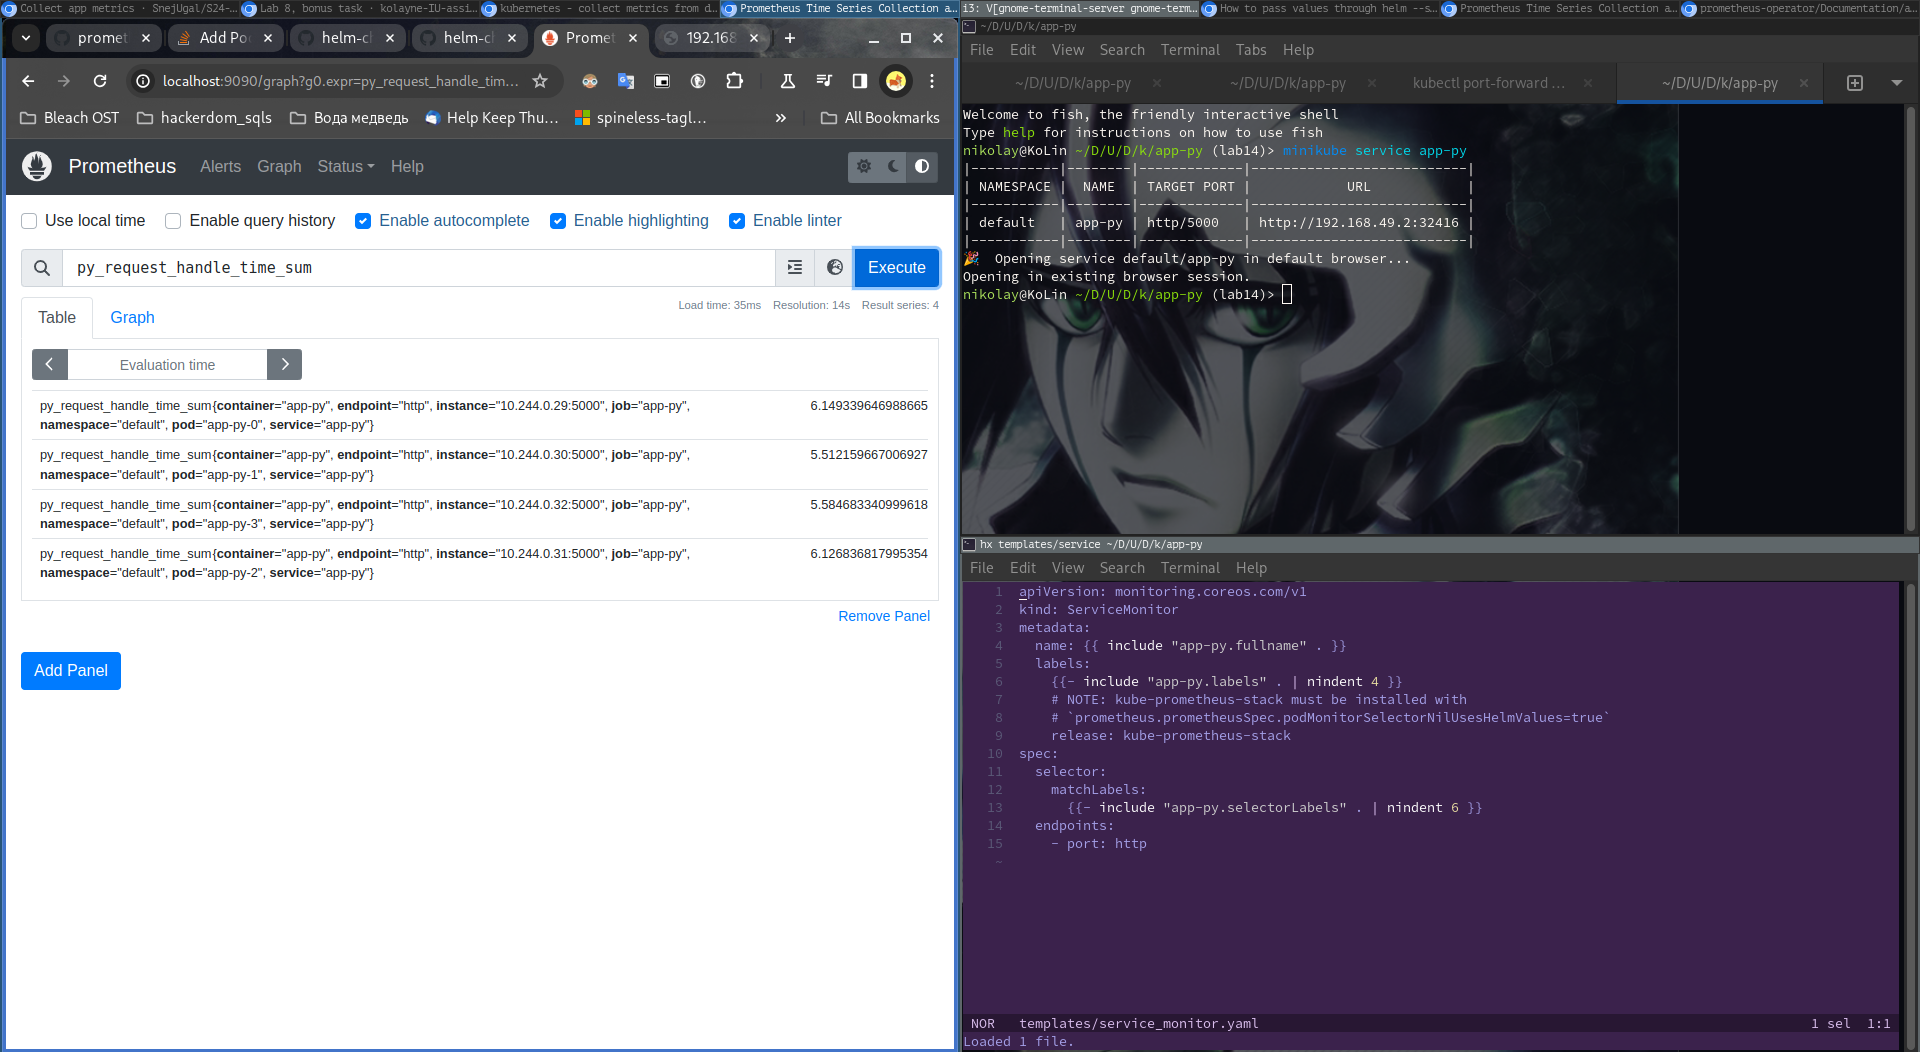 Collect app metrics · SnejUgal/S24-…
Lab 8, bonus task · kolayne-IU-assi…
kubernetes - collect metrics from d…
Prometheus Time Series Collection a…
promet
Add Po
helm-cl
helm-cl
Promet
192.168
localhost:9090/graph?g0.expr=py_request_handle_tim...
Bleach OST
hackerdom_sqls
Вода медведь
Help Keep Thu…
spineless-tagl…
»
All Bookmarks
Prometheus
Alerts
Graph
Status
Help
Use local time
Enable query history
Enable autocomplete
Enable highlighting
Enable linter
py_request_handle_time_sum
Execute
Load time: 35ms Resolution: 14s Result series: 4
Table
Graph
Evaluation time
py_request_handle_time_sum{container="app-py", endpoint="http", instance="10.244.0.29:5000", job="app-py", 6.149339646988665
namespace="default", pod="app-py-0", service="app-py"}
py_request_handle_time_sum{container="app-py", endpoint="http", instance="10.244.0.30:5000", job="app-py", 5.512159667006927
namespace="default", pod="app-py-1", service="app-py"}
py_request_handle_time_sum{container="app-py", endpoint="http", instance="10.244.0.32:5000", job="app-py", 5.584683340999618
namespace="default", pod="app-py-3", service="app-py"}
py_request_handle_time_sum{container="app-py", endpoint="http", instance="10.244.0.31:5000", job="app-py", 6.126836817995354
namespace="default", pod="app-py-2", service="app-py"}
Remove Panel
Add Panel
i3: V[gnome-terminal-server gnome-term…
How to pass values through helm --s…
Prometheus Time Series Collection a…
prometheus-operator/Documentation/a…
~/D/U/D/k/app-py
File Edit View Search Terminal Tabs Help
~/D/U/D/k/app-py
~/D/U/D/k/app-py
kubectl port-forward …
~/D/U/D/k/app-py
Welcome to fish, the friendly interactive shell
Type help for instructions on how to use fish
nikolay@KoLin ~/D/U/D/k/app-py (lab14)> minikube service app-py
|-----------|--------|-------------|---------------------------|
| NAMESPACE |  NAME  | TARGET PORT |            URL            |
|-----------|--------|-------------|---------------------------|
| default   | app-py | http/5000   | http://192.168.49.2:32416 |
|-----------|--------|-------------|---------------------------|
🎉  Opening service default/app-py in default browser...
Opening in existing browser session.
nikolay@KoLin ~/D/U/D/k/app-py (lab14)>
hx templates/service ~/D/U/D/k/app-py
File Edit View Search Terminal Help
1 apiVersion: monitoring.coreos.com/v1
2 kind: ServiceMonitor
3 metadata:
4   name: {{ include "app-py.fullname" . }}
5   labels:
6     {{- include "app-py.labels" . | nindent 4 }}
7     # NOTE: kube-prometheus-stack must be installed with
8     # `prometheus.prometheusSpec.podMonitorSelectorNilUsesHelmValues=true`
9     release: kube-prometheus-stack
10 spec:
11   selector:
12     matchLabels:
13       {{- include "app-py.selectorLabels" . | nindent 6 }}
14   endpoints:
15     - port: http
~
NOR templates/service_monitor.yaml 1 sel 1:1
Loaded 1 file.